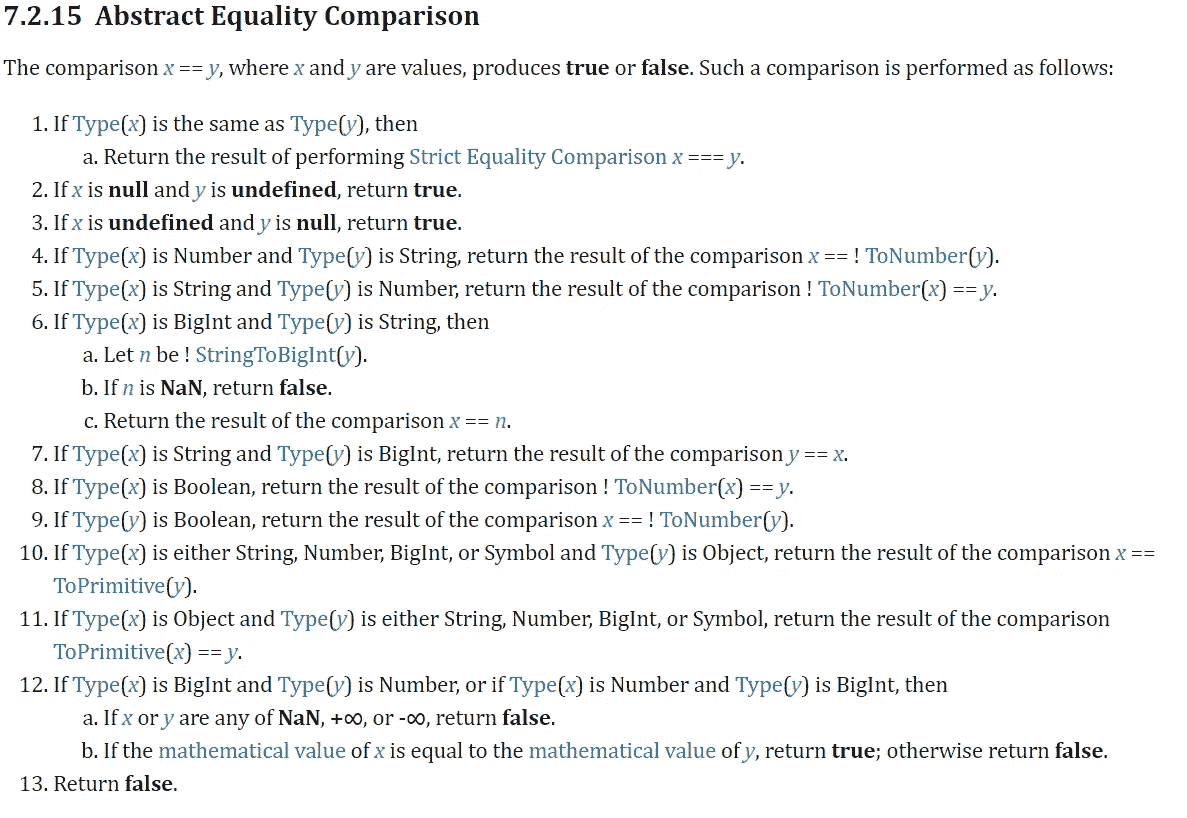 7.2.15 Abstract Equality Comparison
The comparison x == y, where x and y are values, produces true or false. Such a comparison is performed as follows:
1. If Type(x) is the same as Type(y), then
a. Return the result of performing Strict Equality Comparison x === y.
2. If x is null and y is undefined, return true.
3. If x is undefined and y is null, return true.
4. If Type(x) is Number and Type(y) is String, return the result of the comparison x == ! ToNumber(y).
5. If Type(x) is String and Type(y) is Number, return the result of the comparison ! ToNumber(x) == y.
6. If Type(x) is BigInt and Type(y) is String, then
a. Let n be ! StringToBigInt(y).
b. If n is NaN, return false.
c. Return the result of the comparison x == n.
7. If Type(x) is String and Type(y) is BigInt, return the result of the comparison y == x.
8. If Type(x) is Boolean, return the result of the comparison ! ToNumber(x) == y.
9. If Type(y) is Boolean, return the result of the comparison x == ! ToNumber(y).
10. If Type(x) is either String, Number, BigInt, or Symbol and Type(y) is Object, return the result of the comparison x ==
ToPrimitive(y).
11. If Type(x) is Object and Type(y) is either String, Number, BigInt, or Symbol, return the result of the comparison
ToPrimitive(x) == y.
12. If Type(x) is BigInt and Type(y) is Number, or if Type(x) is Number and Type(y) is BigInt, then
a. If x or y are any of NaN, +∞, or -∞, return false.
b. If the mathematical value of x is equal to the mathematical value of y, return true; otherwise return false.
13. Return false.